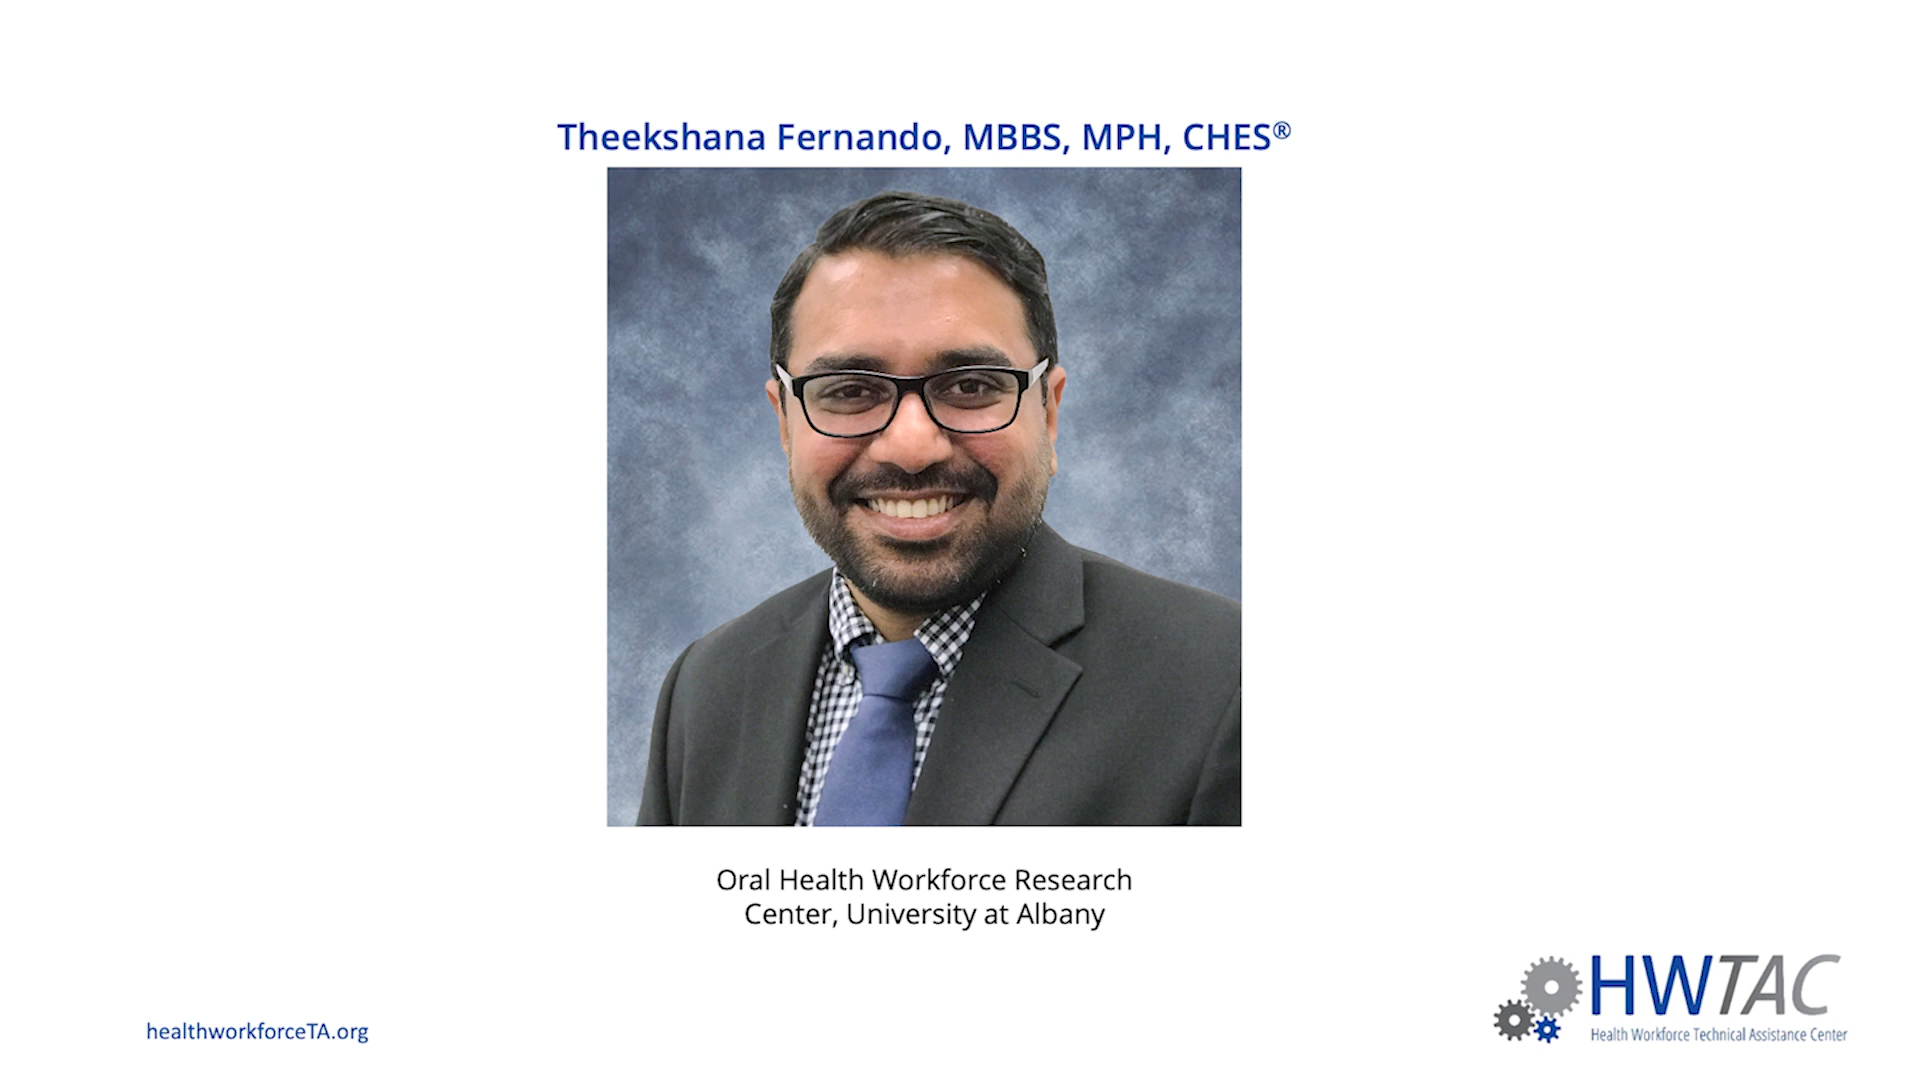 Theekshana Fernando, MBBS, MPH, CHES®
Oral Health Workforce Research
Center, University at Albany
healthworkforceTA.org
HWTAC
Health Workforce Technical Assistance Center